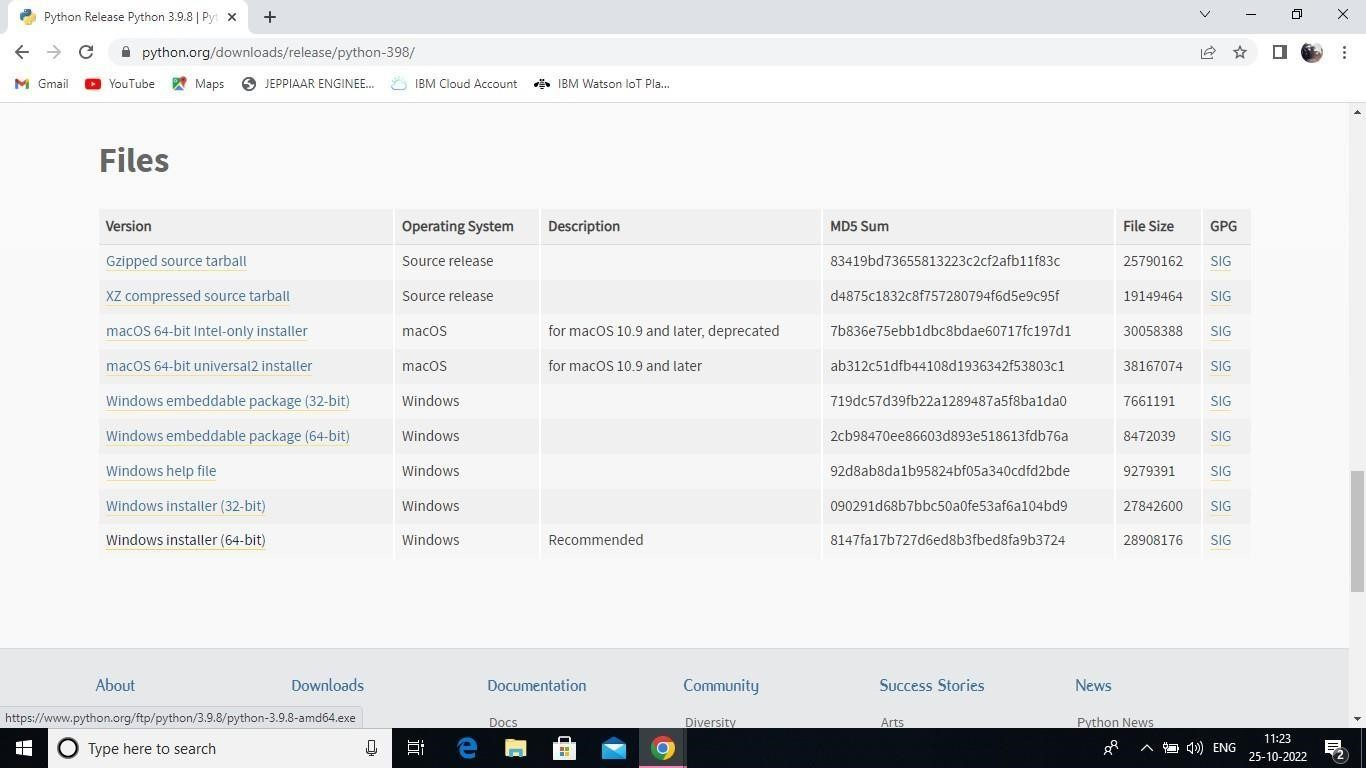 Python Release Python 3.9.8 | Pyt
python.org/downloads/release/python-398/
Gmail YouTube Maps JEPPIAAR ENGINEE... IBM Cloud Account IBM Watson IoT Pla...
Files
Version Operating System Description MD5 Sum File Size GPG
Gzipped source tarball Source release 83419bd73655813223c2cf2afb11f83c 25790162 SIG
XZ compressed source tarball Source release d4875c1832c8f757280794f6d5e9c95f 19149464 SIG
macOS 64-bit Intel-only installer macOS for macOS 10.9 and later, deprecated 7b836e75ebb1dbc8bdae60717fc197d1 30058388 SIG
macOS 64-bit universal2 installer macOS for macOS 10.9 and later ab312c51dfb44108d1936342f53803c1 38167074 SIG
Windows embeddable package (32-bit) Windows 719dc57d39fb22a1289487a5f8ba1da0 7661191 SIG
Windows embeddable package (64-bit) Windows 2cb98470ee86603d893e518613fdb76a 8472039 SIG
Windows help file Windows 92d8ab8da1b95824bf05a340cdfd2bde 9279391 SIG
Windows installer (32-bit) Windows 090291d68b7bbc50a0fe53af6a104bd9 27842600 SIG
Windows installer (64-bit) Windows Recommended 8147fa17b727d6ed8b3fbed8fa9b3724 28908176 SIG
About Downloads Documentation Community Success Stories News
https://www.python.org/ftp/python/3.9.8/python-3.9.8-amd64.exe Docs Diversity Arts Python News
Type here to search ENG 11:23
25-10-2022 2